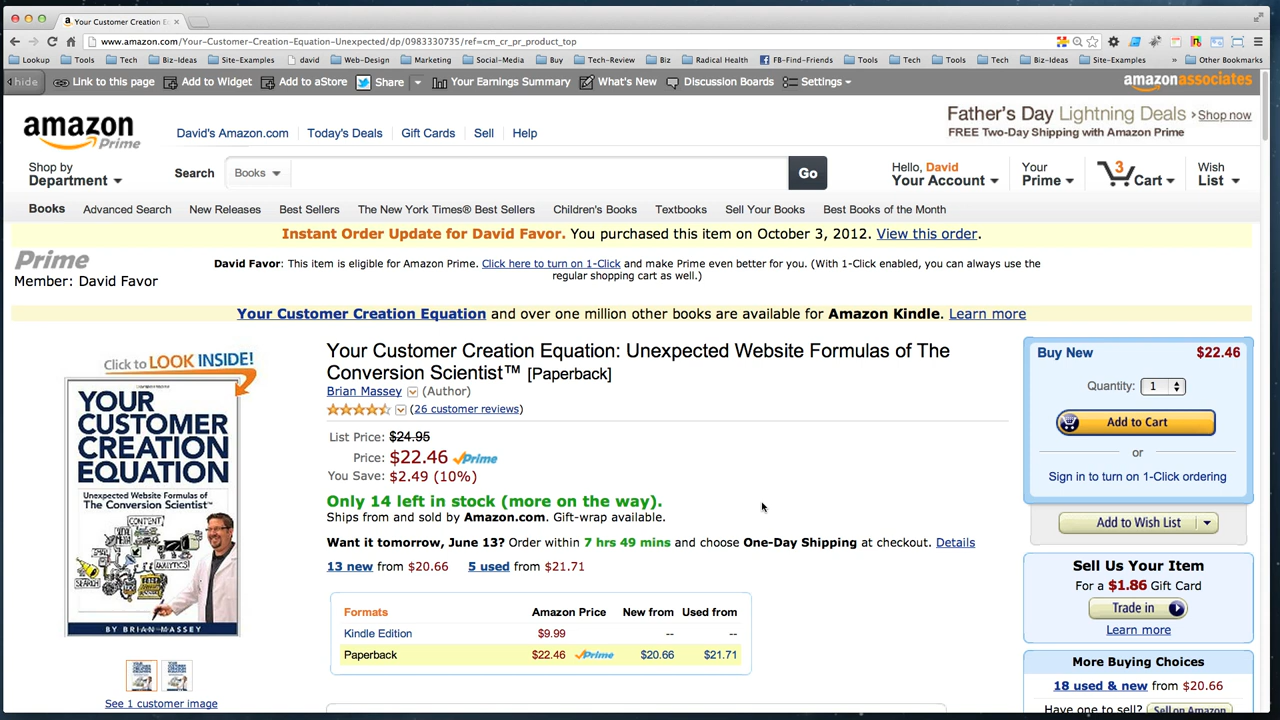 Your Customer Creation E
www.amazon.com/Your-Customer-Creation-Equation-Unexpected/dp/0983330735/ref=cm_cr_pr_product_top
Lookup Tools Tech Biz-Ideas Site-Examples david Web-Design Marketing Social-Media Buy Tech-Review Biz Radical Health FB-Find-Friends Tools Tech Tools Tech Biz-Ideas Site-Examples » Other Bookmarks
hide Link to this page Add to Widget Add to aStore Share Your Earnings Summary What's New Discussion Boards Settings amazonassociates
amazon Prime
David's Amazon.com Today's Deals Gift Cards Sell Help
Father's Day Lightning Deals › Shop now
FREE Two-Day Shipping with Amazon Prime
Shop by Department
Search Books Go
Hello, David Your Account
Your Prime
3 Cart
Wish List
Books Advanced Search New Releases Best Sellers The New York Times® Best Sellers Children's Books Textbooks Sell Your Books Best Books of the Month
Instant Order Update for David Favor. You purchased this item on October 3, 2012. View this order.
Prime
Member: David Favor
David Favor: This item is eligible for Amazon Prime. Click here to turn on 1-Click and make Prime even better for you. (With 1-Click enabled, you can always use the
regular shopping cart as well.)
Your Customer Creation Equation and over one million other books are available for Amazon Kindle. Learn more
Click to LOOK INSIDE!
YOUR
CUSTOMER
CREATION
EQUATION
Unexpected Website Formulas of
The Conversion Scientist™
CONTENT
ANALYTICS
SEARCH
BY BRIAN MASSEY
See 1 customer image
Your Customer Creation Equation: Unexpected Website Formulas of The
Conversion Scientist™ [Paperback]
Brian Massey (Author)
(26 customer reviews)
List Price: $24.95
Price: $22.46 Prime
You Save: $2.49 (10%)
Only 14 left in stock (more on the way).
Ships from and sold by Amazon.com. Gift-wrap available.
Want it tomorrow, June 13? Order within 7 hrs 49 mins and choose One-Day Shipping at checkout. Details
13 new from $20.66 5 used from $21.71
Formats Amazon Price New from Used from
Kindle Edition $9.99 -- --
Paperback $22.46 Prime $20.66 $21.71
Buy New $22.46
Quantity: 1
Add to Cart
or
Sign in to turn on 1-Click ordering
Add to Wish List
Sell Us Your Item
For a $1.86 Gift Card
Trade in
Learn more
More Buying Choices
18 used & new from $20.66
Have one to sell? Sell on Amazon